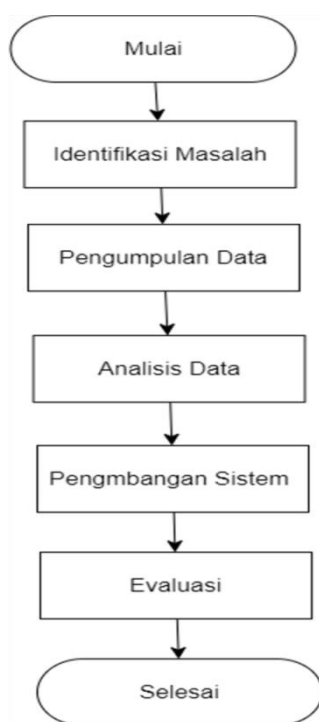 Mulai
Identifikasi Masalah
Pengumpulan Data
Analisis Data
Pengmbangan Sistem
Evaluasi
Selesai